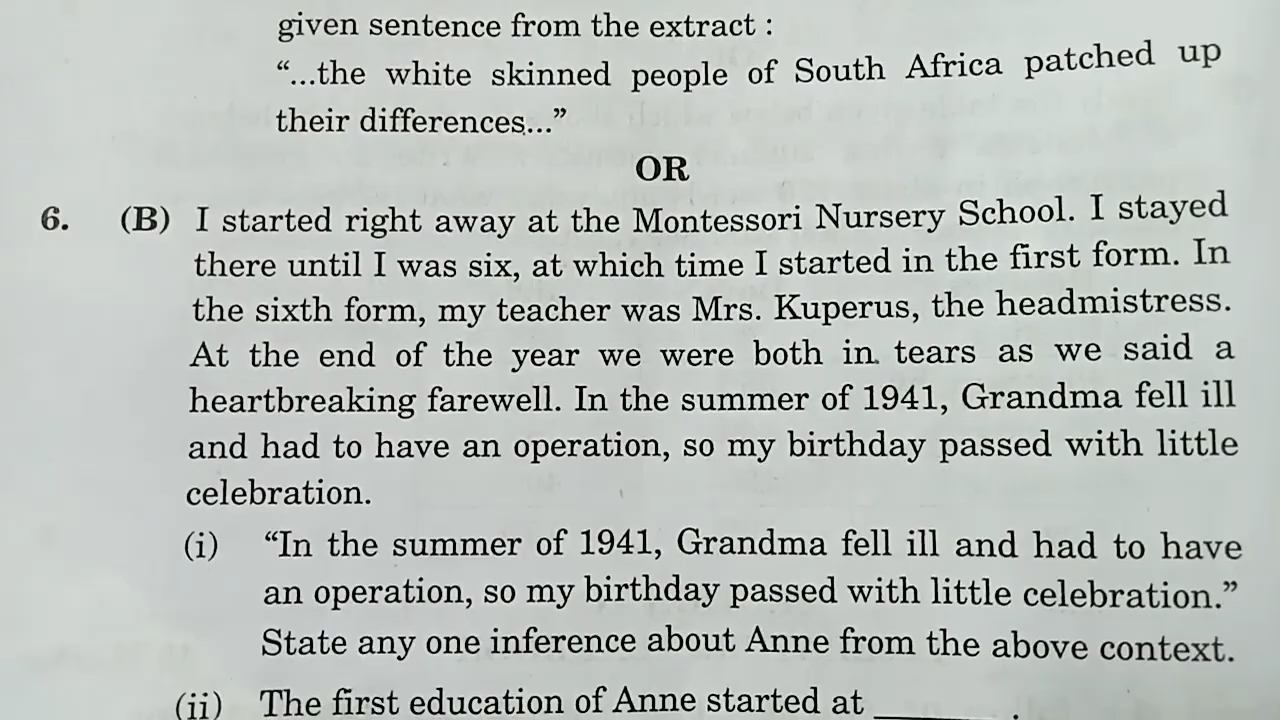 given sentence from the extract :
“...the white skinned people of South Africa patched up
their differences...”
OR
6. (B) I started right away at the Montessori Nursery School. I stayed
there until I was six, at which time I started in the first form. In
the sixth form, my teacher was Mrs. Kuperus, the headmistress.
At the end of the year we were both in tears as we said a
heartbreaking farewell. In the summer of 1941, Grandma fell ill
and had to have an operation, so my birthday passed with little
celebration.
(i) “In the summer of 1941, Grandma fell ill and had to have
an operation, so my birthday passed with little celebration.”
State any one inference about Anne from the above context.
(ii) The first education of Anne started at ______ .